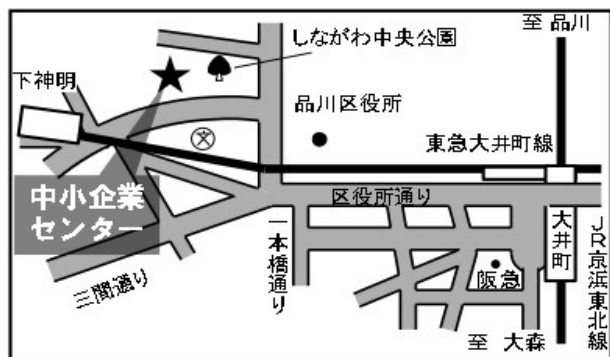 至 品川
しながわ中央公園
下神明
品川区役所
文
東急大井町線
中小企業
センター
区役所通り
一本橋通り
大井町
JR京浜東北線
三間通り
阪急
至 大森